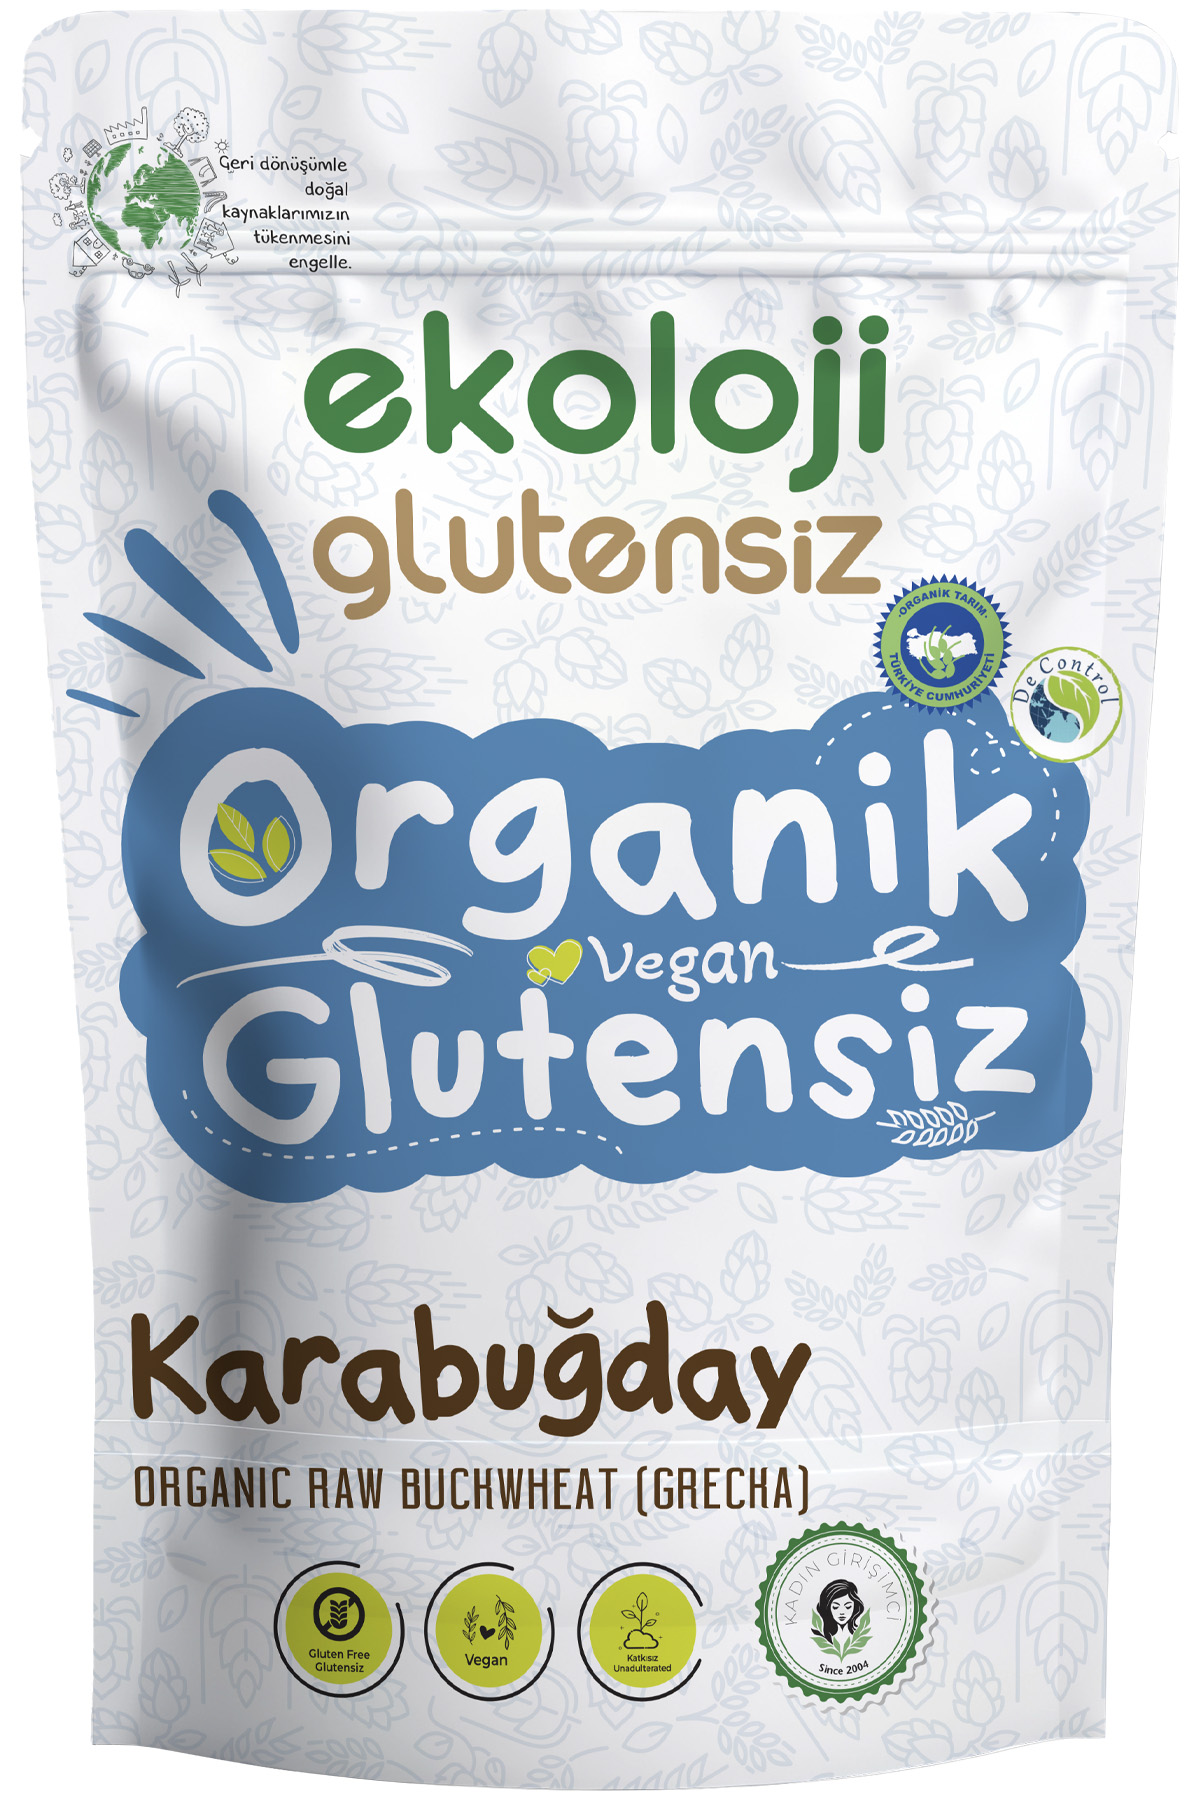 Geri dönüşümle
doğal
kaynaklarımızın
tükenmesini
engelle.
ekoloji
glutensiz
·ORGANİK TARIM·
TÜRKİYE CUMHURİYETİ
De Control
Organik
Vegan
Glutensiz
Karabuğday
ORGANIC RAW BUCKWHEAT (GRECKA)
Gluten Free
Glutensiz
Vegan
Katkısız
Unadulterated
KADIN GİRİŞİMCİ
Since 2004